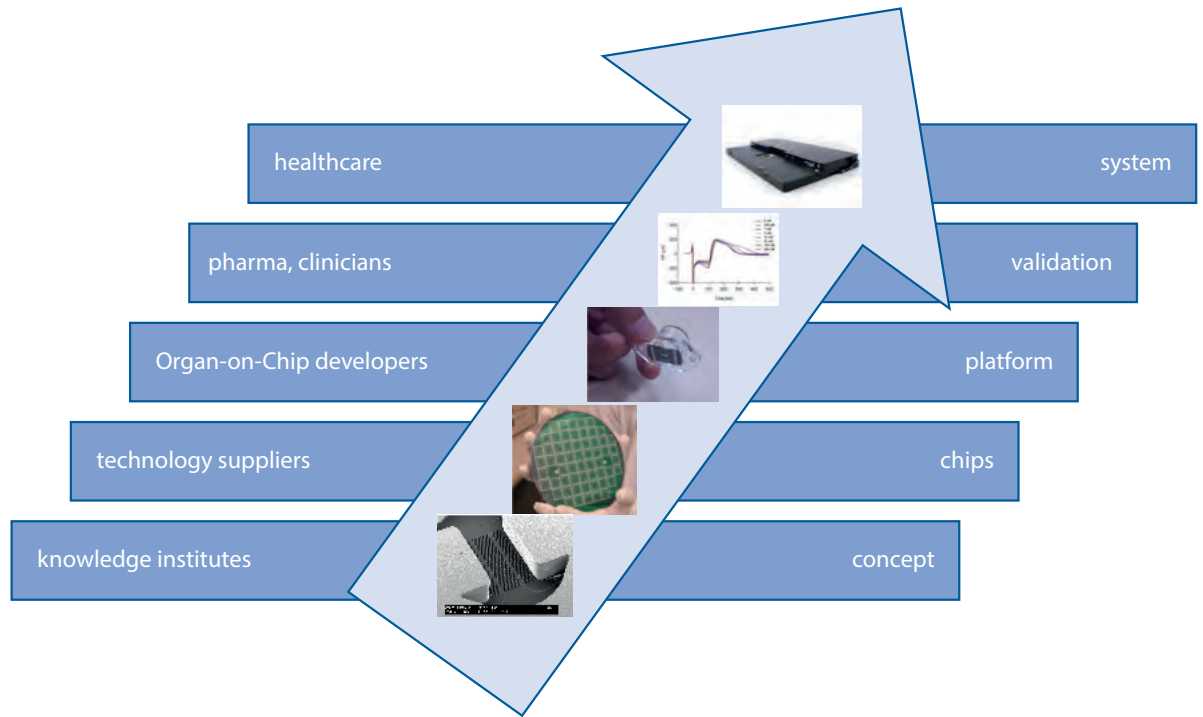 healthcare system
pharma, clinicians validation
Organ-on-Chip developers platform
technology suppliers chips
knowledge institutes concept